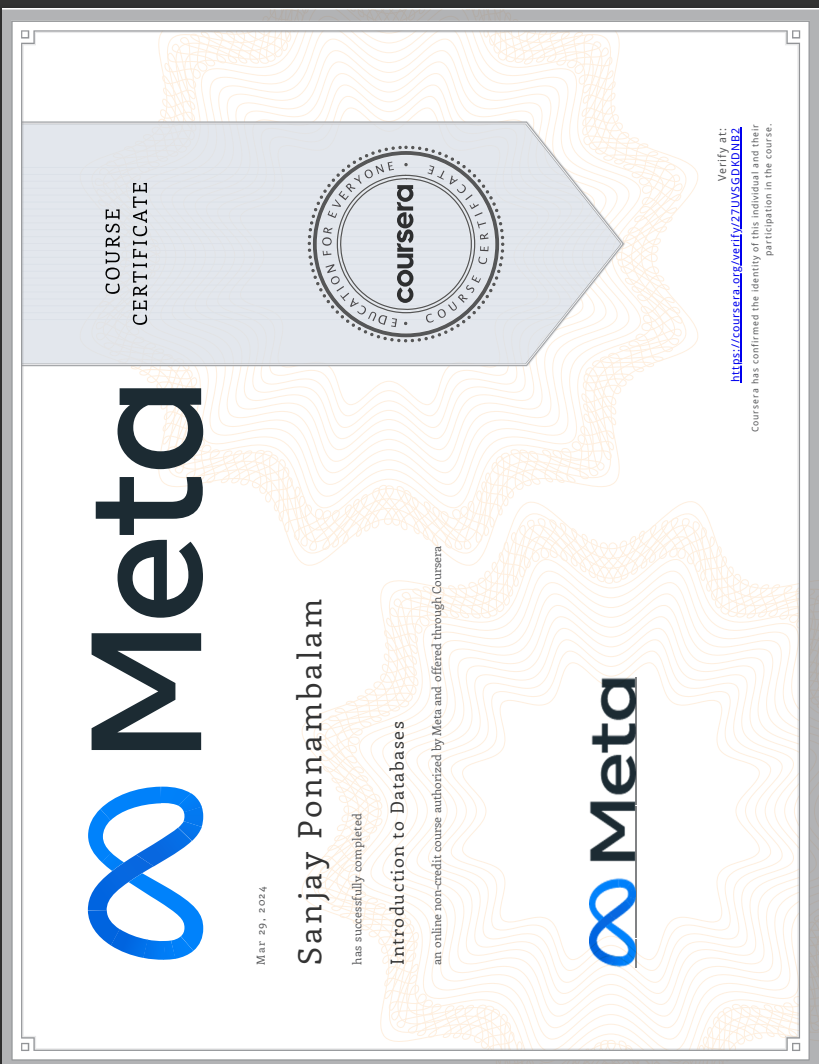 Meta
COURSE
CERTIFICATE
EDUCATION FOR EVERYONE • COURSE CERTIFICATE •
coursera
Mar 29, 2024
Sanjay Ponnambalam
has successfully completed
Introduction to Databases
an online non-credit course authorized by Meta and offered through Coursera
Meta
Verify at:
https://coursera.org/verify/27UVSGDKDNB2
Coursera has confirmed the identity of this individual and their
participation in the course.